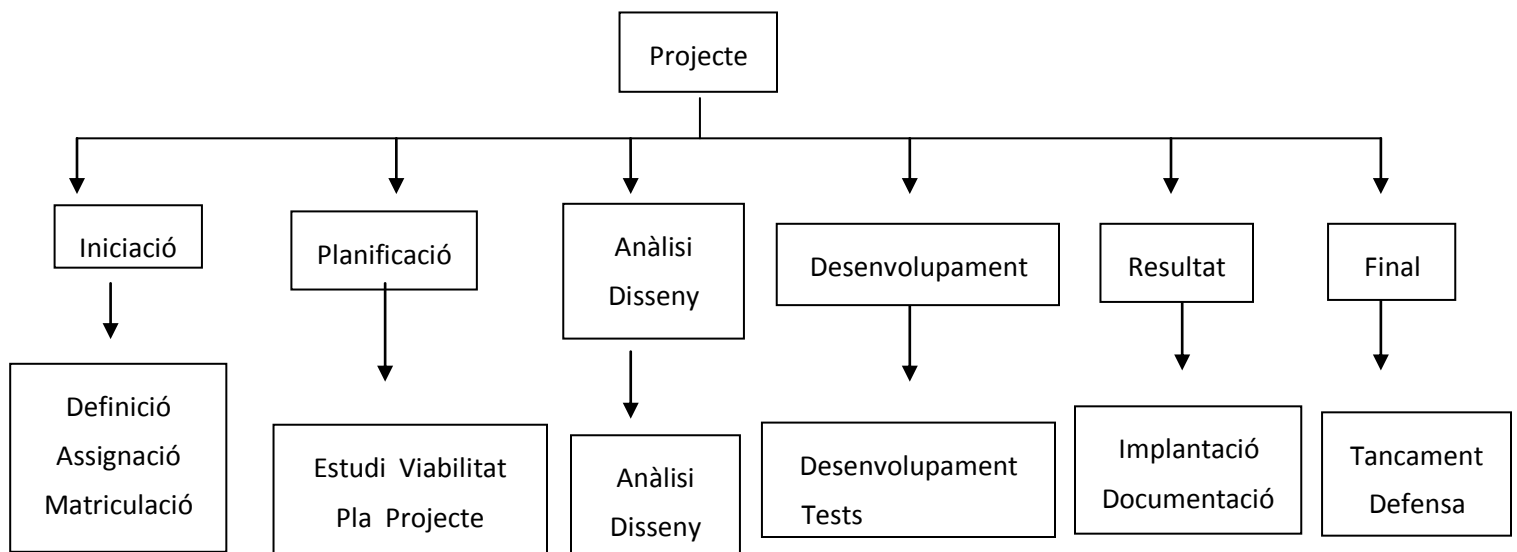 Projecte
Iniciació
Planificació
Anàlisi
Disseny
Desenvolupament
Resultat
Final
Definició
Assignació
Matriculació
Estudi Viabilitat
Pla Projecte
Anàlisi
Disseny
Desenvolupament
Tests
Implantació
Documentació
Tancament
Defensa